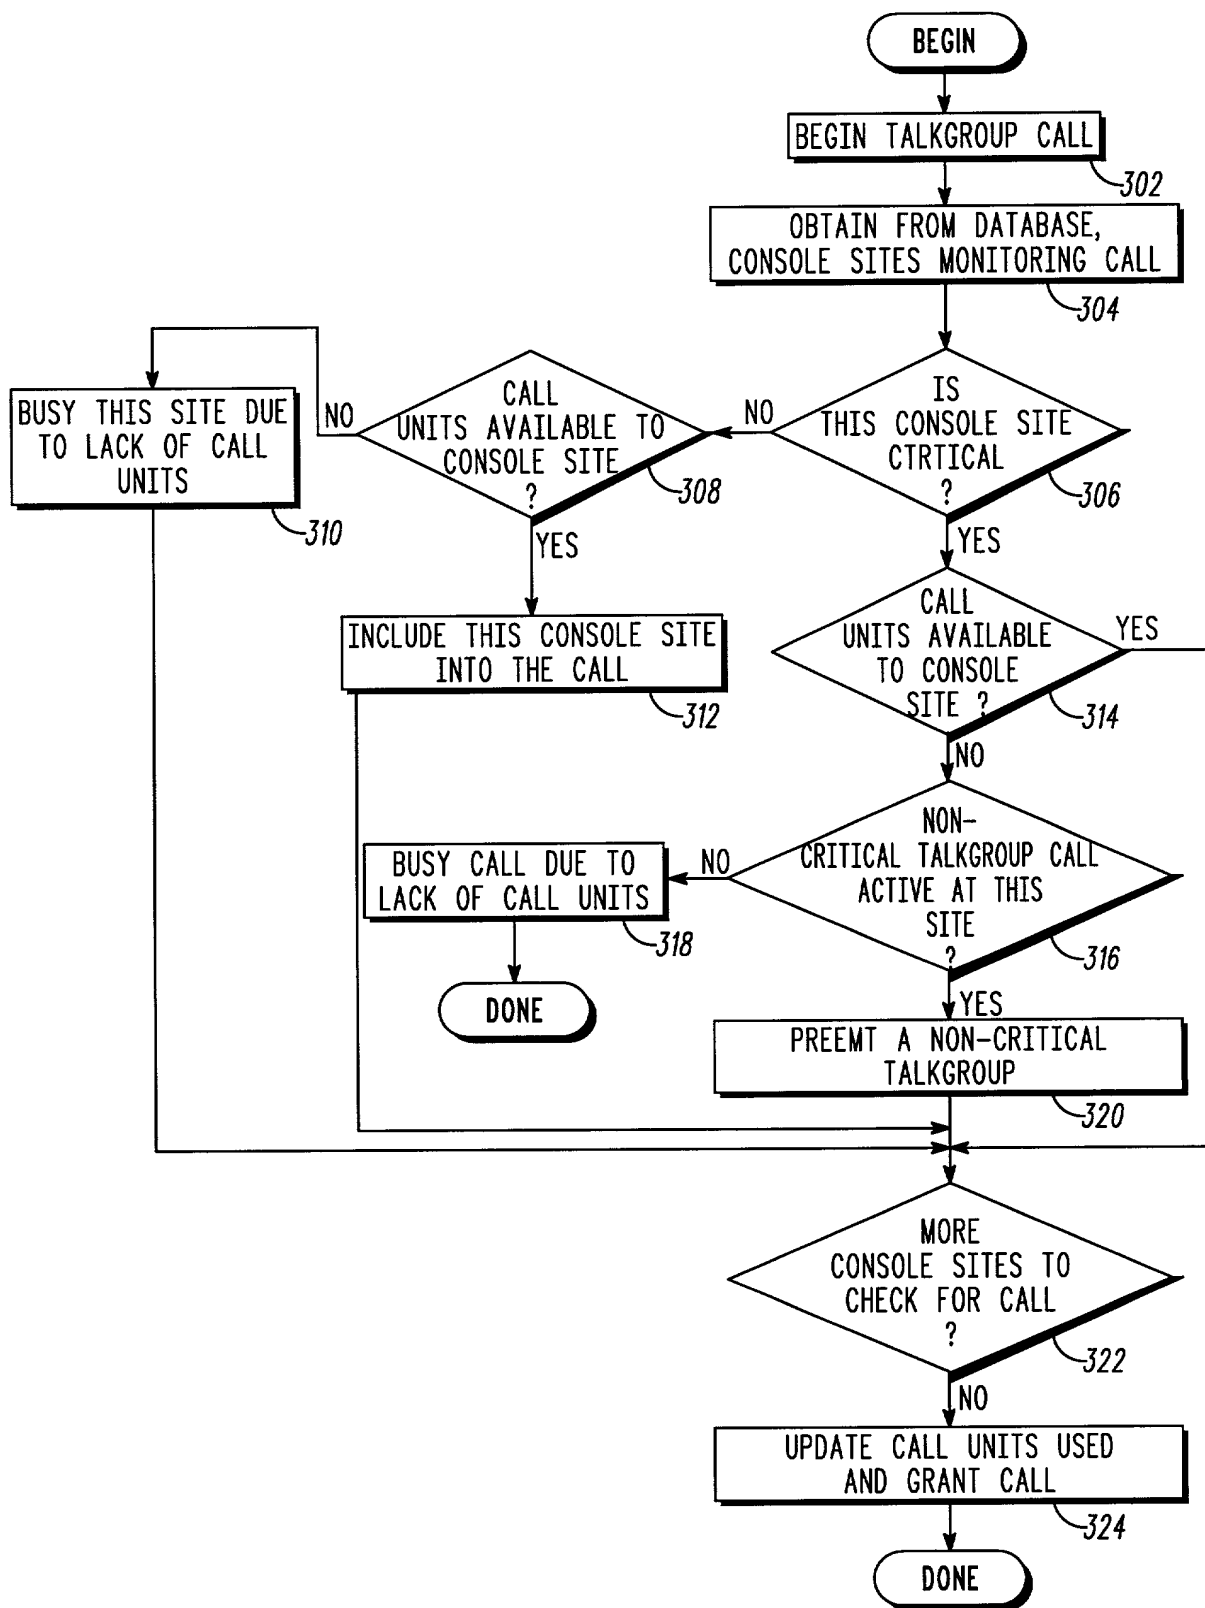 BEGIN
BEGIN TALKGROUP CALL
302
OBTAIN FROM DATABASE,
CONSOLE SITES MONITORING CALL
304
IS
THIS CONSOLE SITE
CTRTICAL
?
306
NO
YES
CALL
UNITS AVAILABLE TO
CONSOLE SITE
?
308
NO
YES
BUSY THIS SITE DUE
TO LACK OF CALL
UNITS
310
INCLUDE THIS CONSOLE SITE
INTO THE CALL
312
CALL
UNITS AVAILABLE
TO CONSOLE
SITE ?
314
YES
NO
NON-
CRITICAL TALKGROUP CALL
ACTIVE AT THIS
SITE
?
316
NO
YES
BUSY CALL DUE TO
LACK OF CALL UNITS
318
DONE
PREEMT A NON-CRITICAL
TALKGROUP
320
MORE
CONSOLE SITES TO
CHECK FOR CALL
?
322
NO
UPDATE CALL UNITS USED
AND GRANT CALL
324
DONE